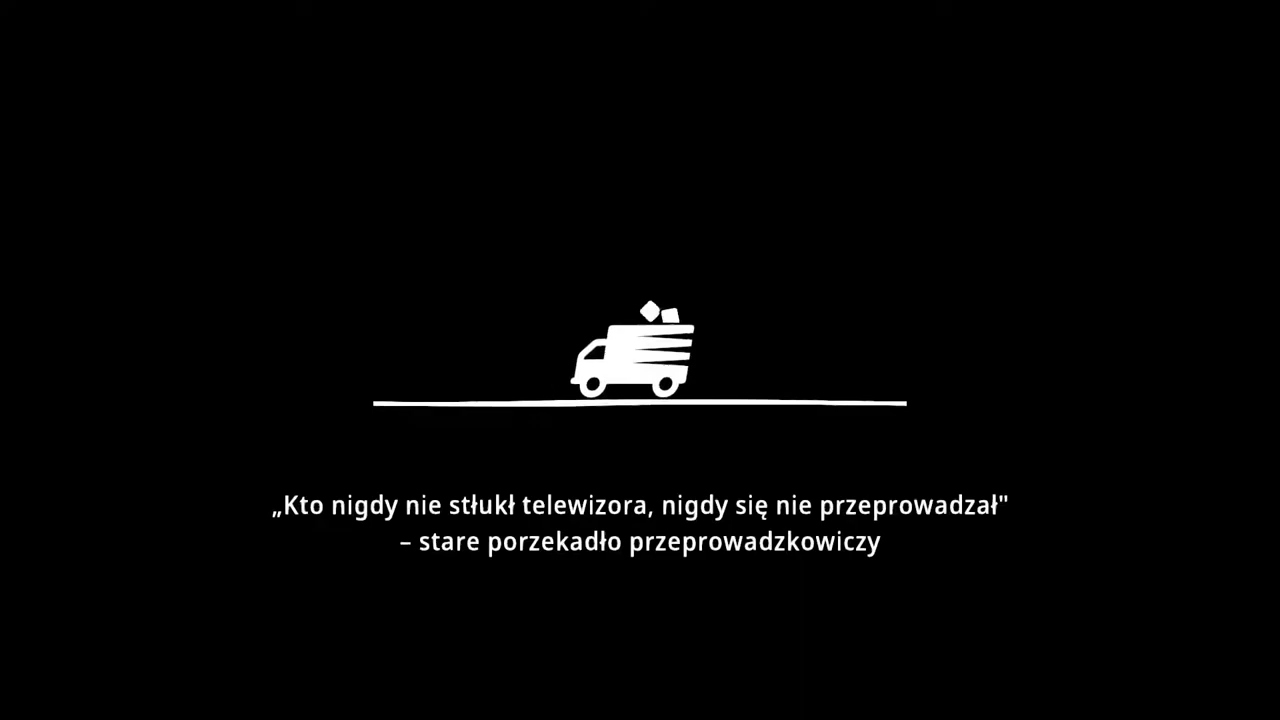 „Kto nigdy nie stłukł telewizora, nigdy się nie przeprowadzał"
– stare porzekadło przeprowadzkowiczy